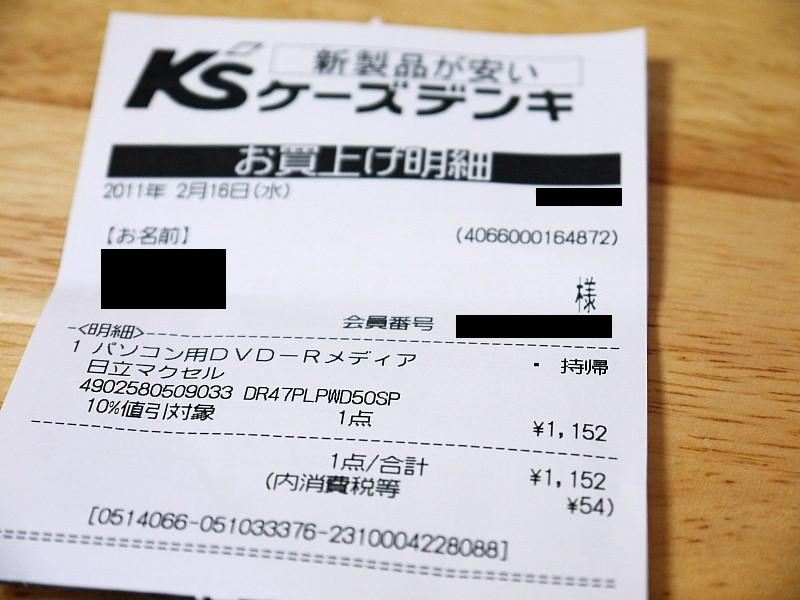 新製品が安い
K's ケーズデンキ
お買上げ明細
2011年 2月16日(水)
【お名前】 (4066000164872)
様
会員番号
-<明細>-
1 パソコン用DVD-Rメディア ・ 持帰
日立マクセル
4902580509033 DR47PLPWD50SP
10%値引対象 1点 ¥1,152
1点/合計 ¥1,152
(内消費税等 ¥54)
[0514066-051033376-2310004228088]